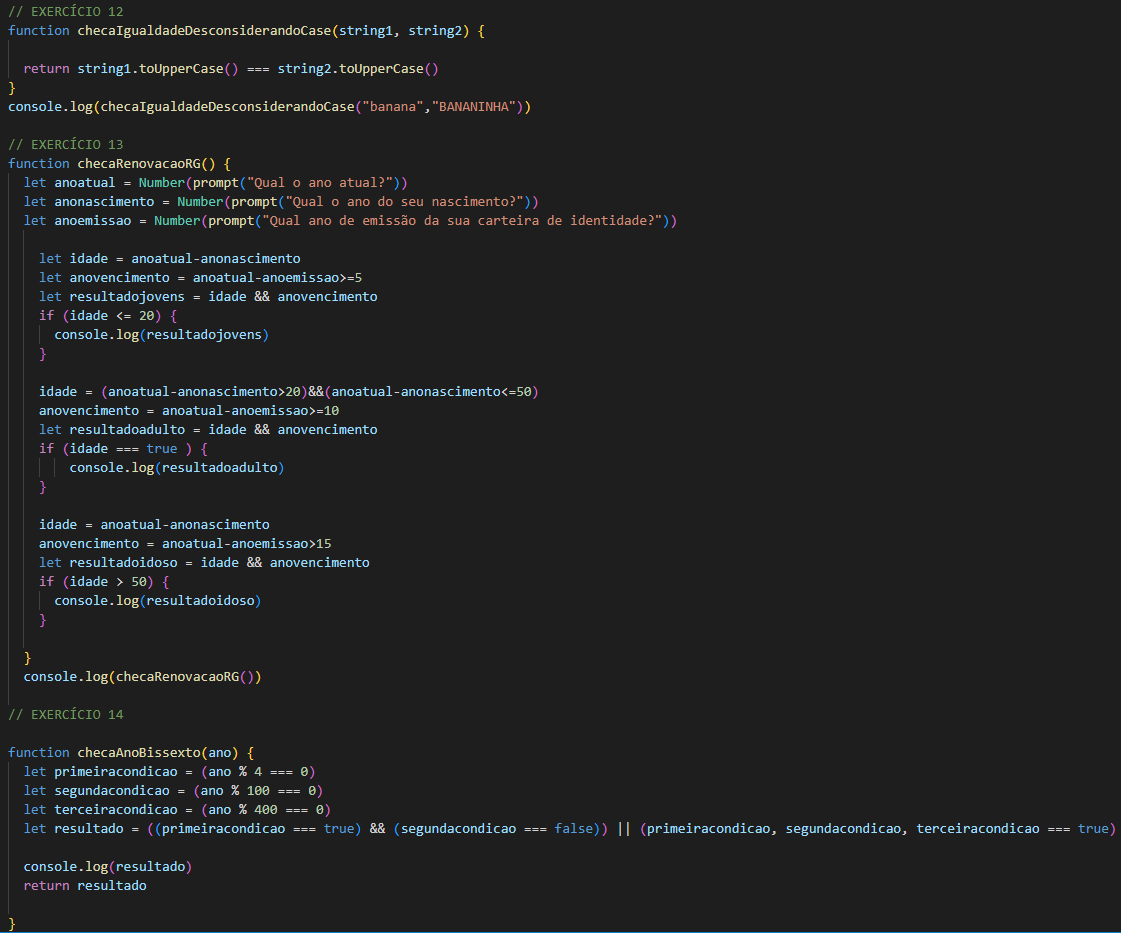 // EXERCÍCIO 12
function checaIgualdadeDesconsiderandoCase(string1, string2) {
return string1.toUpperCase() === string2.toUpperCase()
}
console.log(checaIgualdadeDesconsiderandoCase("banana","BANANINHA"))
// EXERCÍCIO 13
function checaRenovacaoRG() {
let anoatual = Number(prompt("Qual o ano atual?"))
let anonascimento = Number(prompt("Qual o ano do seu nascimento?"))
let anoemissao = Number(prompt("Qual ano de emissão da sua carteira de identidade?"))
let idade = anoatual-anonascimento
let anovencimento = anoatual-anoemissao>=5
let resultadojovens = idade && anovencimento
if (idade <= 20) {
console.log(resultadojovens)
}
idade = (anoatual-anonascimento>20)&&(anoatual-anonascimento<=50)
anovencimento = anoatual-anoemissao>=10
let resultadoadulto = idade && anovencimento
if (idade === true ) {
console.log(resultadoadulto)
}
idade = anoatual-anonascimento
anovencimento = anoatual-anoemissao>15
let resultadoidoso = idade && anovencimento
if (idade > 50) {
console.log(resultadoidoso)
}
}
console.log(checaRenovacaoRG())
// EXERCÍCIO 14
function checaAnoBissexto(ano) {
let primeiracondicao = (ano % 4 === 0)
let segundacondicao = (ano % 100 === 0)
let terceiracondicao = (ano % 400 === 0)
let resultado = ((primeiracondicao === true) && (segundacondicao === false)) || (primeiracondicao, segundacondicao, terceiracondicao === true)
console.log(resultado)
return resultado
}